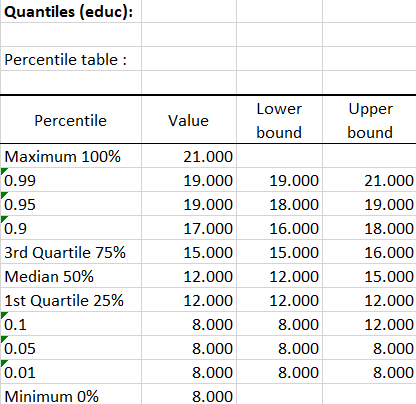 Quantiles (educ):
Percentile table :
Percentile Value Lower bound Upper bound
Maximum 100% 21.000
0.99 19.000 19.000 21.000
0.95 19.000 18.000 19.000
0.9 17.000 16.000 18.000
3rd Quartile 75% 15.000 15.000 16.000
Median 50% 12.000 12.000 15.000
1st Quartile 25% 12.000 12.000 12.000
0.1 8.000 8.000 12.000
0.05 8.000 8.000 8.000
0.01 8.000 8.000 8.000
Minimum 0% 8.000